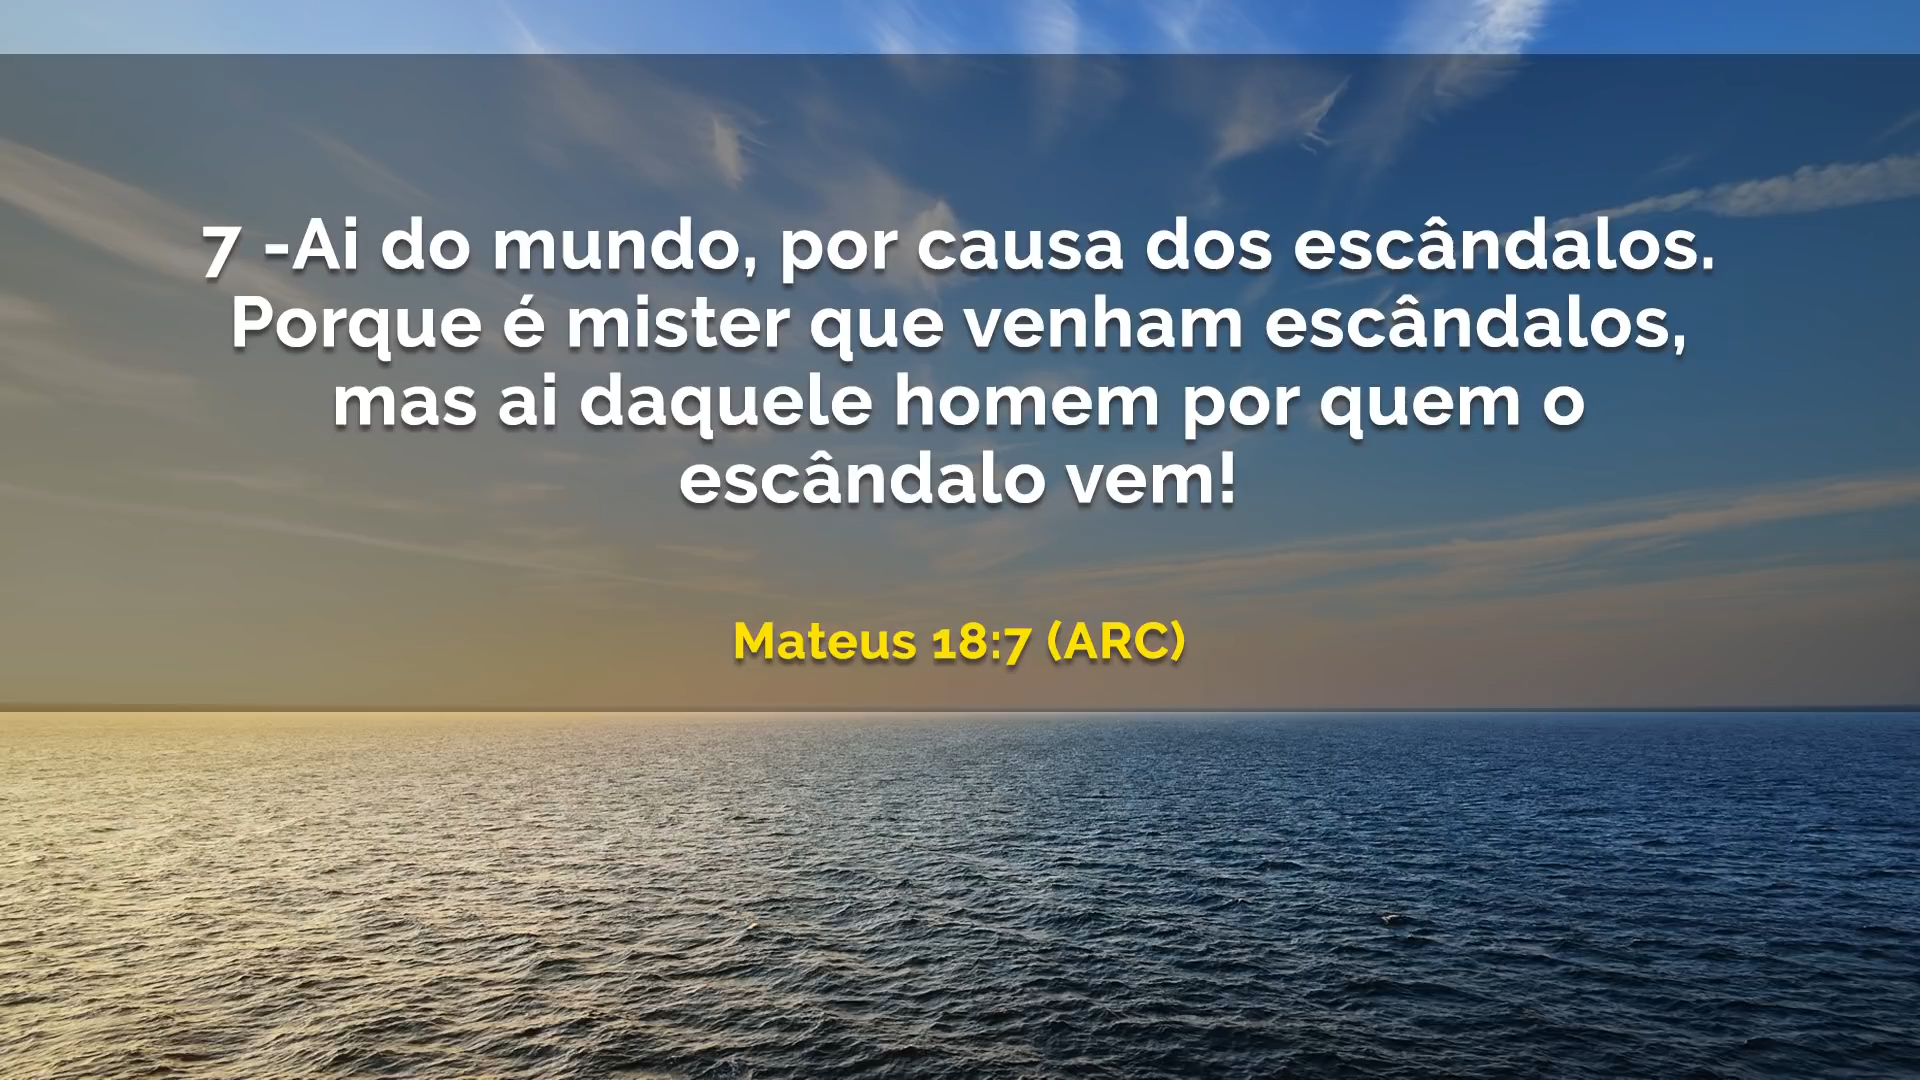 7 -Ai do mundo, por causa dos escândalos.
Porque é mister que venham escândalos,
mas ai daquele homem por quem o
escândalo vem!
Mateus 18:7 (ARC)